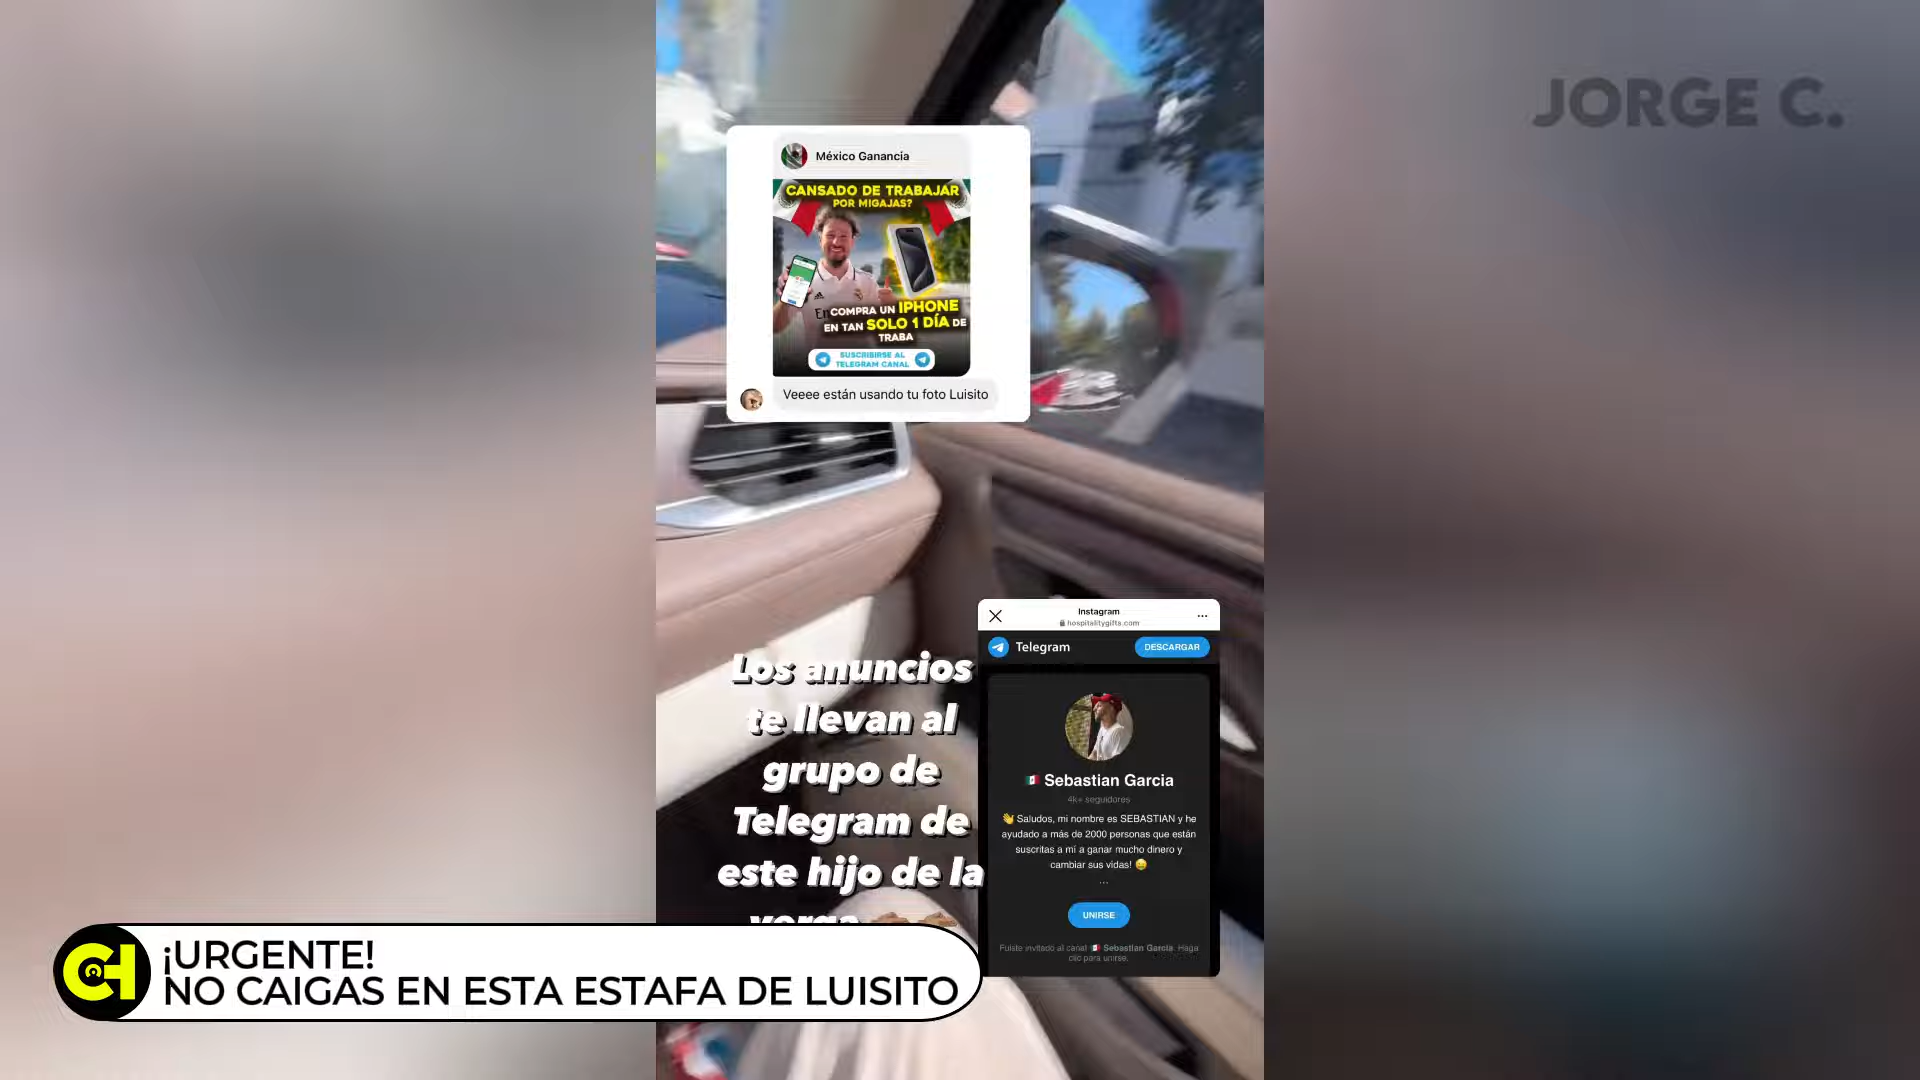 JORGE C.
México Ganancia
CANSADO DE TRABAJAR
POR MIGAJAS?
COMPRA UN IPHONE
EN TAN SOLO 1 DÍA DE
TRABA
SUSCRIBIRSE AL
TELEGRAM CANAL
Veeee están usando tu foto Luisito
Instagram
hospitalitygifts.com
Telegram
DESCARGAR
Sebastian Garcia
4k+ seguidores
Saludos, mi nombre es SEBASTIAN y he
ayudado a más de 2000 personas que están
suscritas a mí a ganar mucho dinero y
cambiar sus vidas!
...
UNIRSE
Fuiste invitado al canal Sebastian Garcia. Haga
clic para unirse.
Los anuncios
te llevan al
grupo de
Telegram de
este hijo de la
verga
CH
¡URGENTE!
NO CAIGAS EN ESTA ESTAFA DE LUISITO